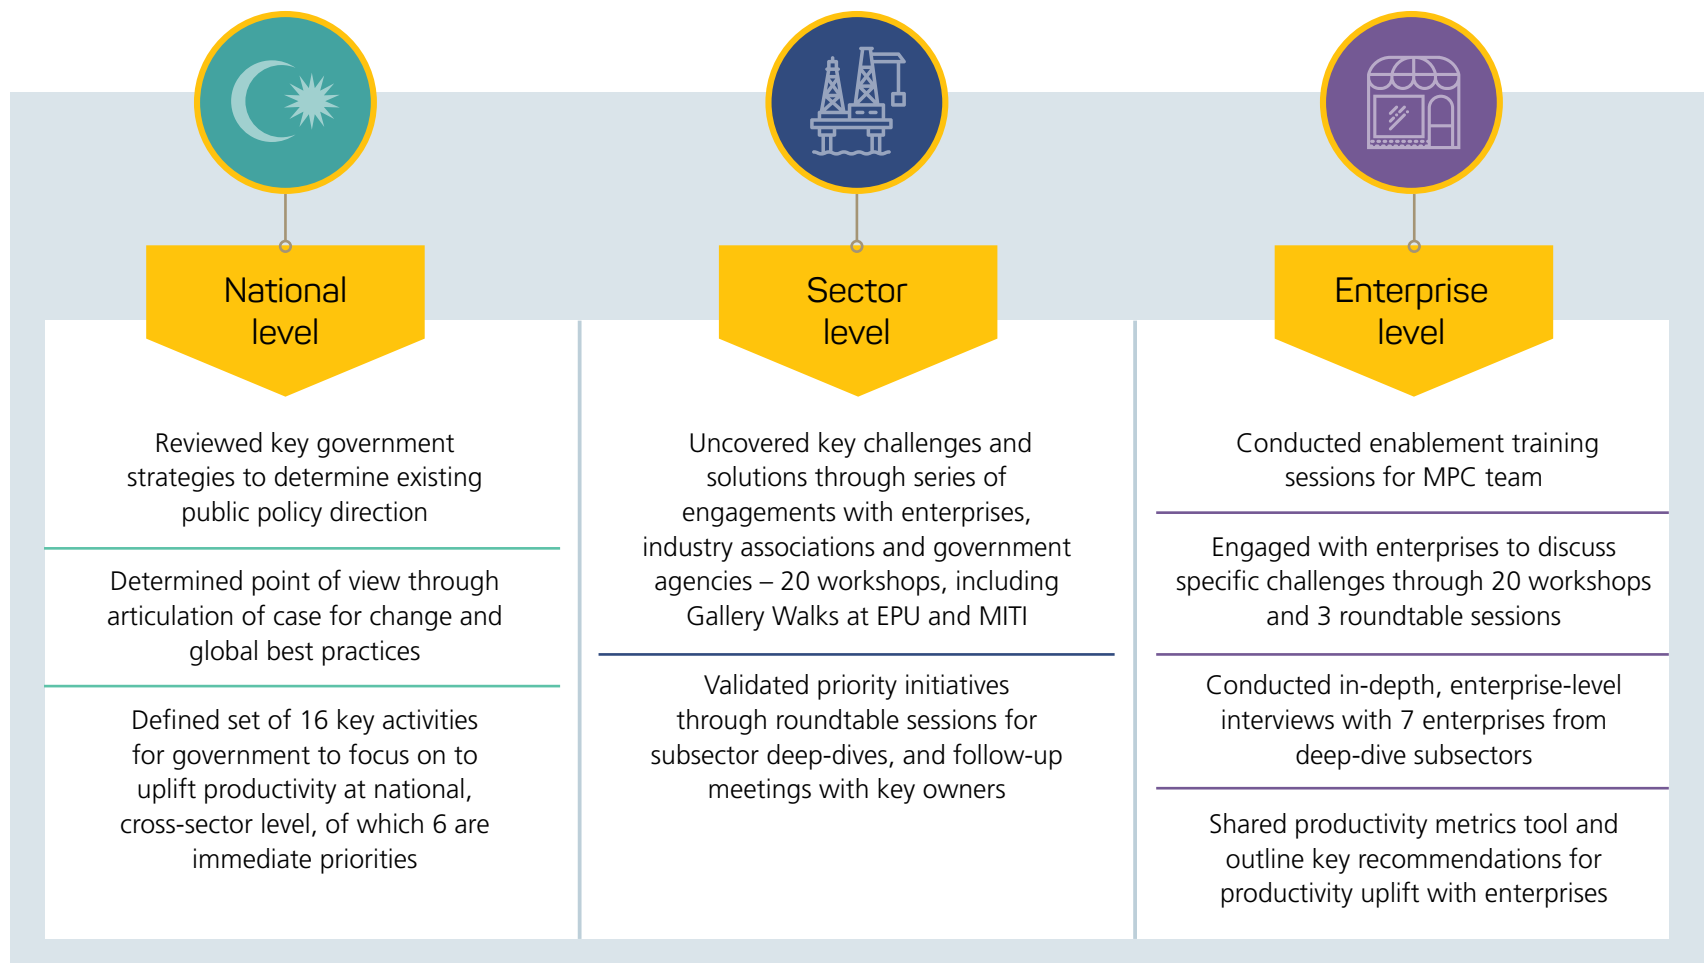 National
level
Reviewed key government
strategies to determine existing
public policy direction
Determined point of view through
articulation of case for change and
global best practices
Defined set of 16 key activities
for government to focus on to
uplift productivity at national,
cross-sector level, of which 6 are
immediate priorities
Sector
level
Uncovered key challenges and
solutions through series of
engagements with enterprises,
industry associations and government
agencies – 20 workshops, including
Gallery Walks at EPU and MITI
Validated priority initiatives
through roundtable sessions for
subsector deep-dives, and follow-up
meetings with key owners
Enterprise
level
Conducted enablement training
sessions for MPC team
Engaged with enterprises to discuss
specific challenges through 20 workshops
and 3 roundtable sessions
Conducted in-depth, enterprise-level
interviews with 7 enterprises from
deep-dive subsectors
Shared productivity metrics tool and
outline key recommendations for
productivity uplift with enterprises